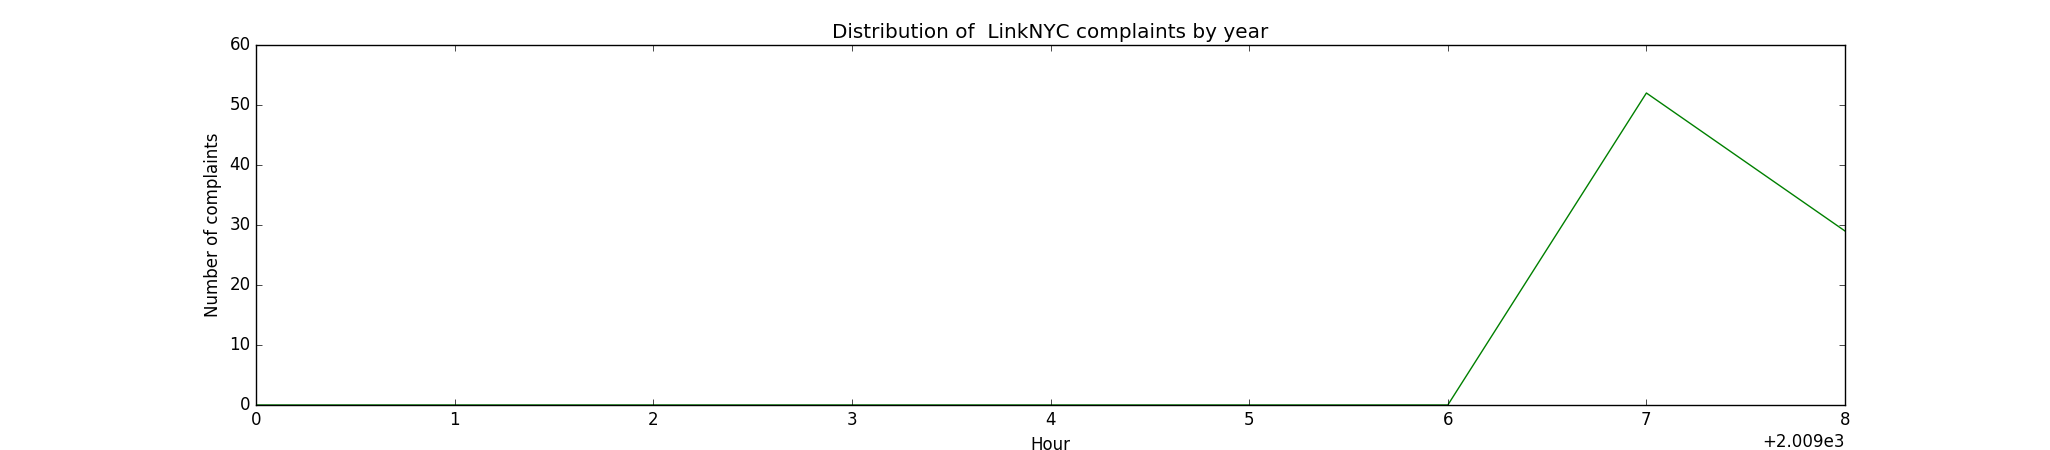 Distribution of  LinkNYC complaints by year
60
50
40
30
20
10
0
Number of complaints
0 1 2 3 4 5 6 7 8
Hour
+2.009e3